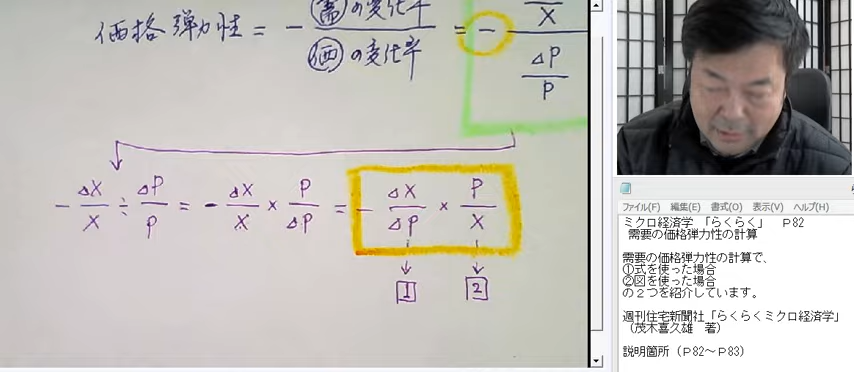 価格弾力性 = - 需の変化率 / 価の変化率 = - X / ΔP/P
- ΔX/X ÷ ΔP/P = - ΔX/X × P/ΔP = - ΔX/ΔP × P/X
1 2
ファイル(F) 編集(E) 書式(O) 表示(V) ヘルプ(H)
ミクロ経済学 「らくらく」 P82
需要の価格弾力性の計算
需要の価格弾力性の計算で、
①式を使った場合
②図を使った場合
の2つを紹介しています。
週刊住宅新聞社「らくらくミクロ経済学」
(茂木喜久雄 著)
説明箇所(P82~P83)